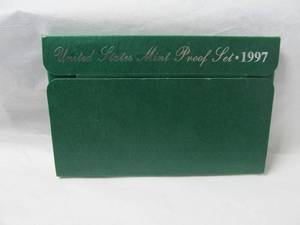 United States Mint Proof Set • 1997